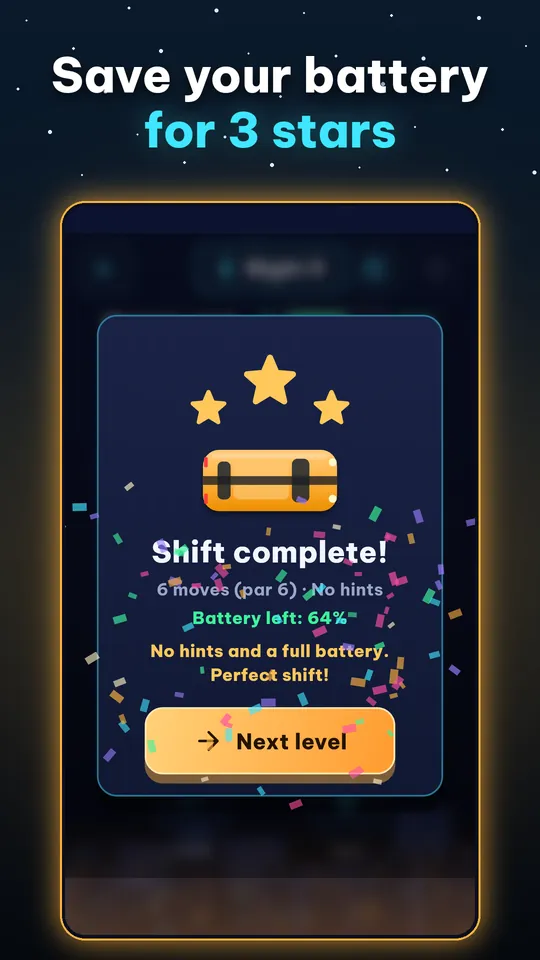 Save your battery
for 3 stars
Shift complete!
6 moves (par 6) · No hints
Battery left: 64%
No hints and a full battery.
Perfect shift!
→ Next level